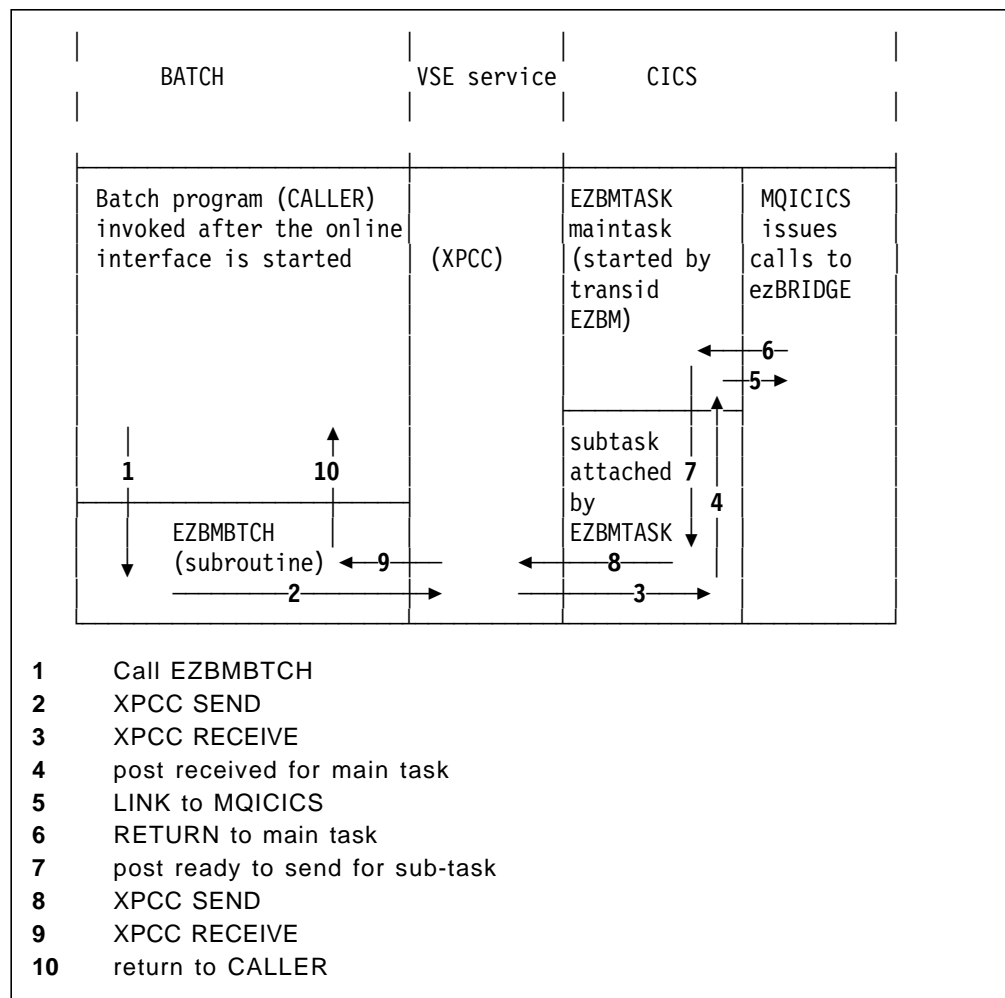 BATCH VSE service CICS
Batch program (CALLER) EZBMTASK MQICICS
invoked after the online maintask issues
interface is started (XPCC) (started by calls to
transid ezBRIDGE
EZBM)
6
5
subtask
1 10 attached 7
by 4
EZBMBTCH EZBMTASK
(subroutine) 9 8
2 3
1 Call EZBMBTCH
2 XPCC SEND
3 XPCC RECEIVE
4 post received for main task
5 LINK to MQICICS
6 RETURN to main task
7 post ready to send for sub-task
8 XPCC SEND
9 XPCC RECEIVE
10 return to CALLER